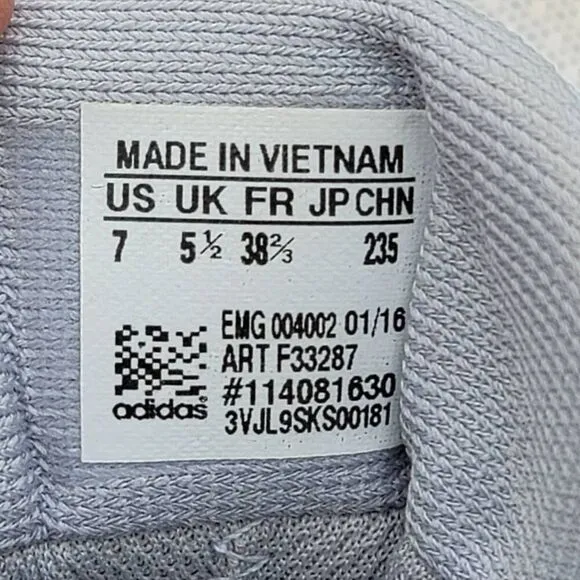 MADE IN VIETNAM
US UK FR JP CHN
7 5½ 38⅔ 235
EMG 004002 01/16
ART F33287
#114081630
3VJL9SKS00181
adidas